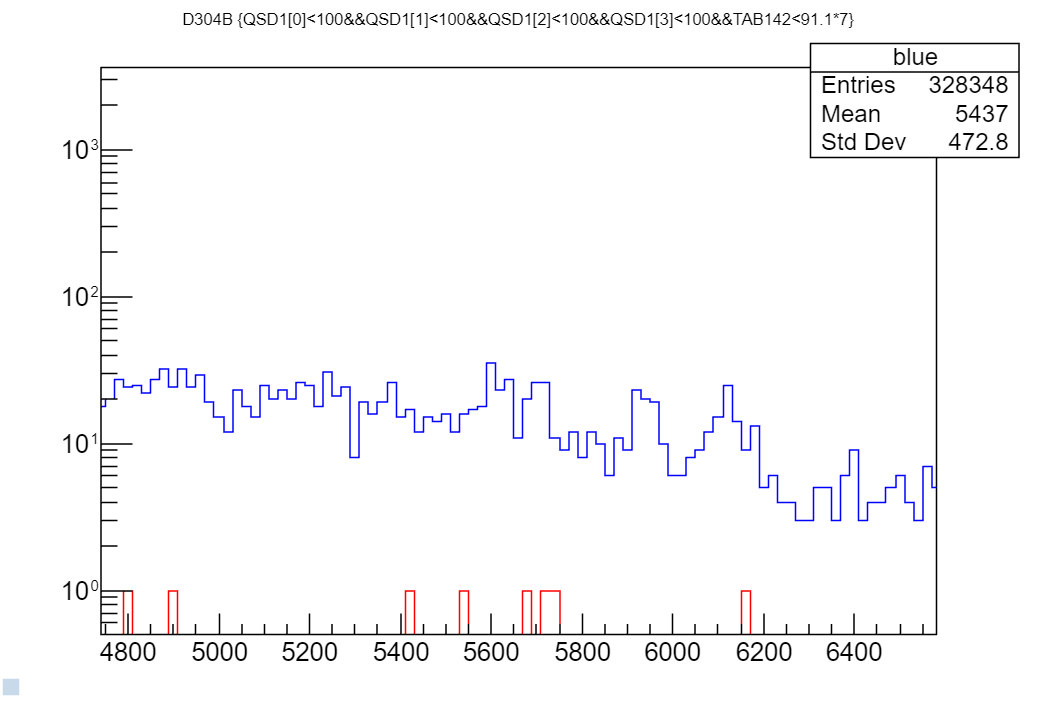 D304B {QSD1[0]<100&&QSD1[1]<100&&QSD1[2]<100&&QSD1[3]<100&&TAB142<91.1*7}
blue
Entries 328348
Mean 5437
Std Dev 472.8
10³
10²
10¹
10⁰
4800 5000 5200 5400 5600 5800 6000 6200 6400